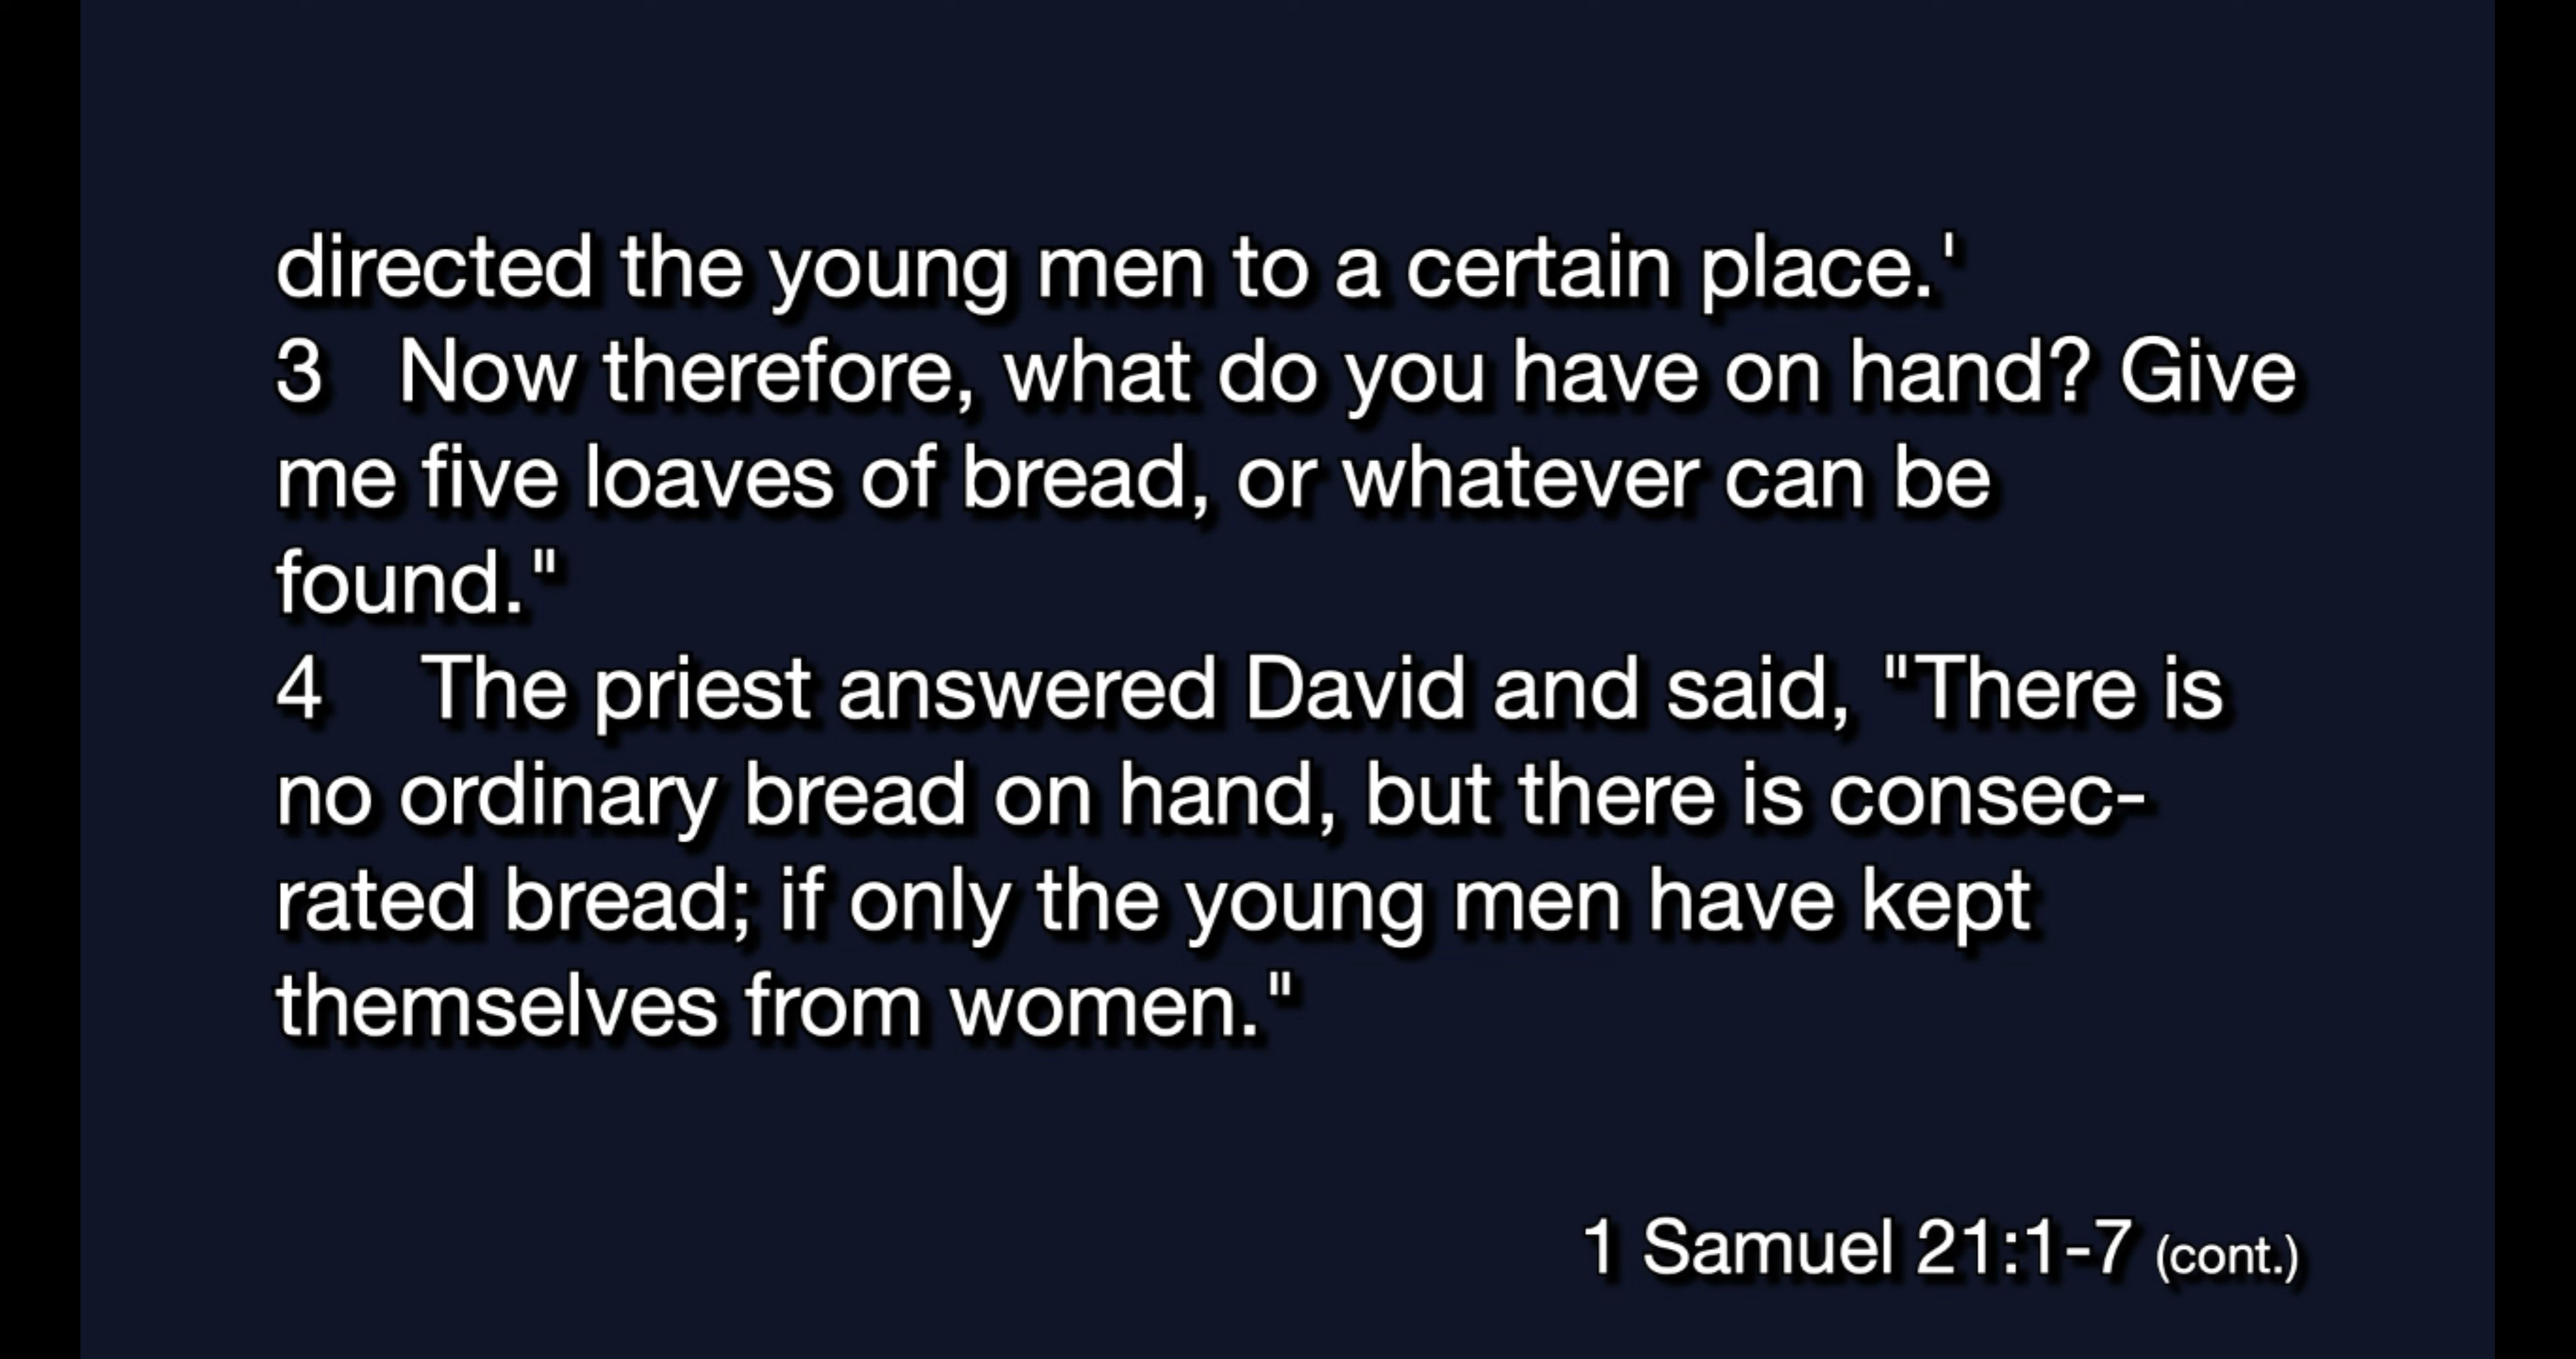 directed the young men to a certain place.'
3 Now therefore, what do you have on hand? Give
me five loaves of bread, or whatever can be
found."
4 The priest answered David and said, "There is
no ordinary bread on hand, but there is consec-
rated bread; if only the young men have kept
themselves from women."
1 Samuel 21:1-7 (cont.)